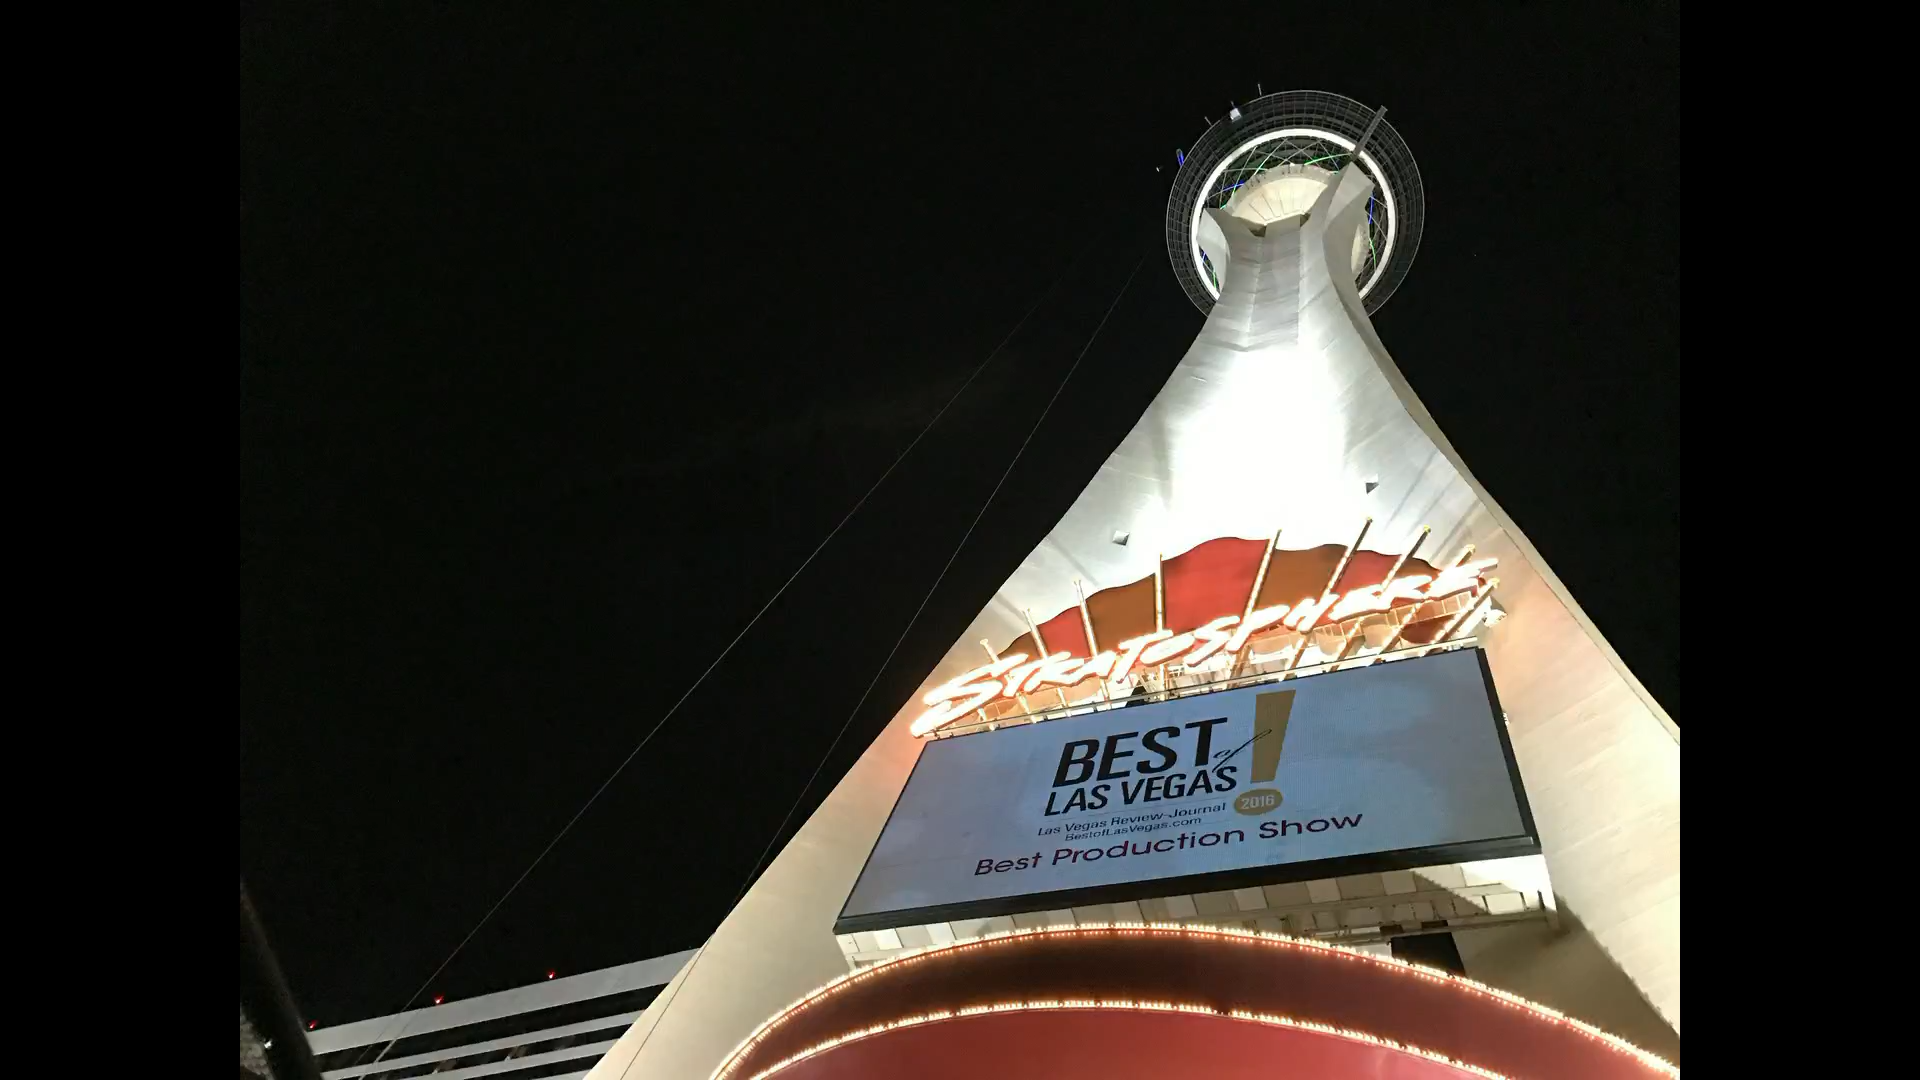 STRATOSPHERE
BEST of
LAS VEGAS!
Las Vegas Review-Journal 2016
BestofLasVegas.com
Best Production Show